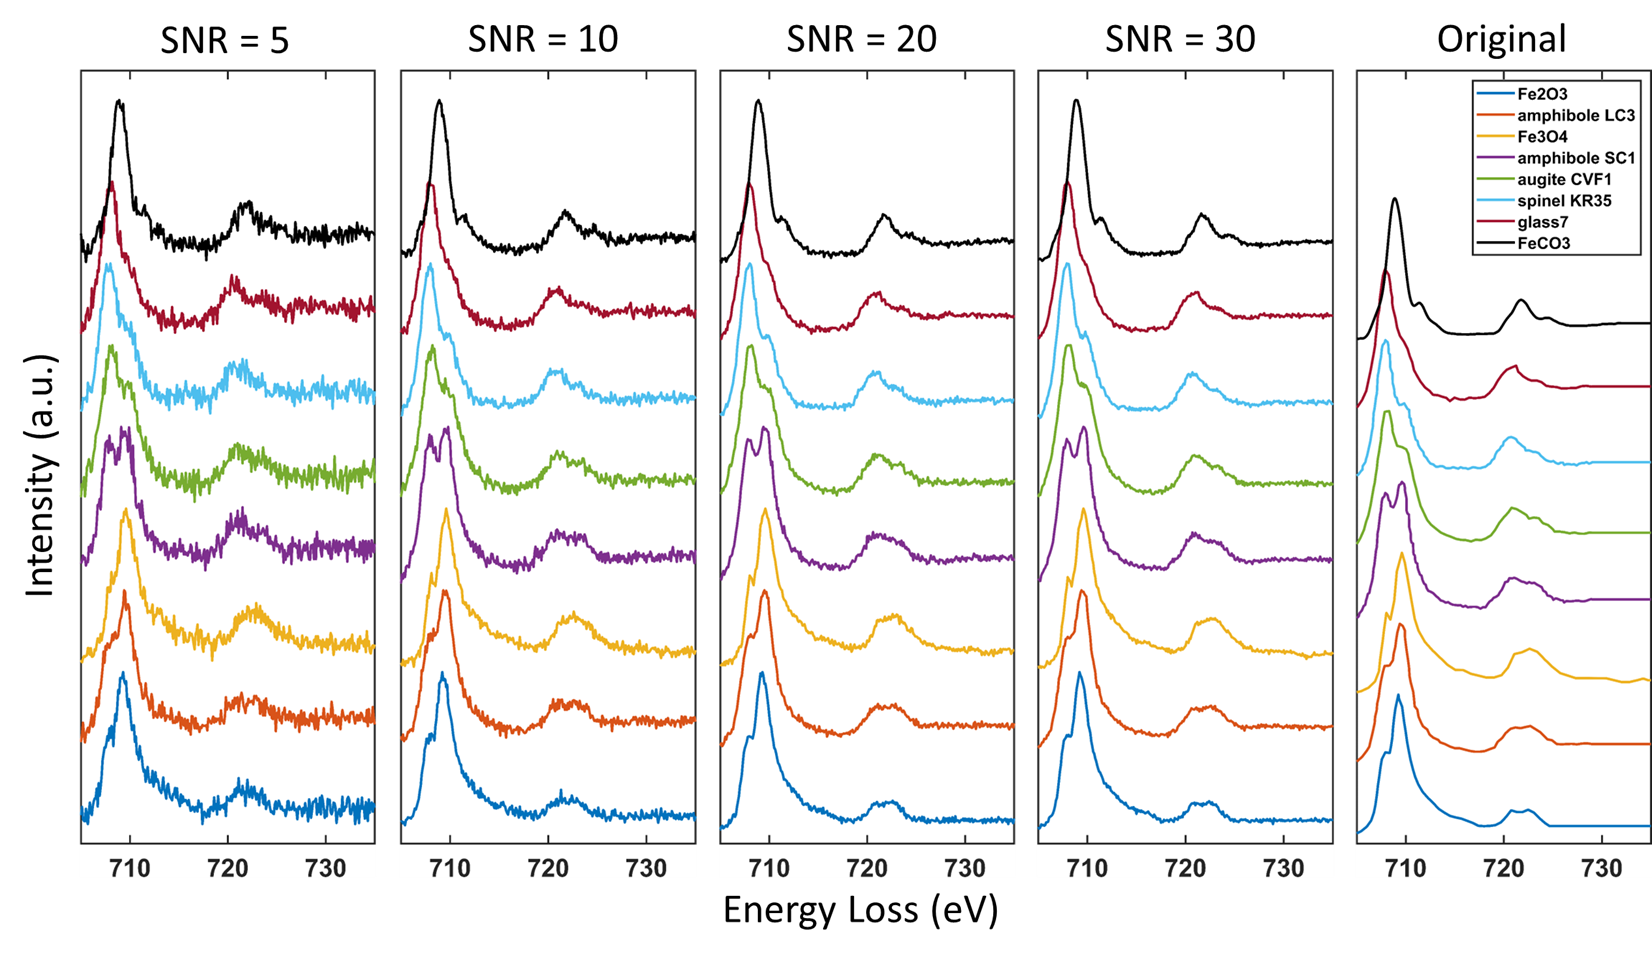 SNR = 5
SNR = 10
SNR = 20
SNR = 30
Original
Fe2O3
amphibole LC3
Fe3O4
amphibole SC1
augite CVF1
spinel KR35
glass7
FeCO3
Intensity (a.u.)
710 720 730
710 720 730
710 720 730
710 720 730
710 720 730
Energy Loss (eV)